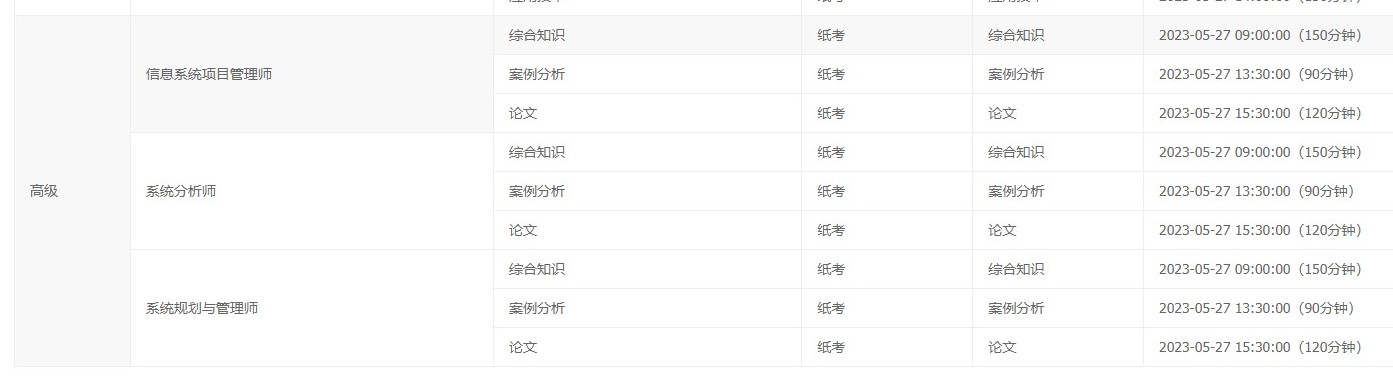 高级
信息系统项目管理师
综合知识 纸考 综合知识 2023-05-27 09:00:00（150分钟）
案例分析 纸考 案例分析 2023-05-27 13:30:00（90分钟）
论文 纸考 论文 2023-05-27 15:30:00（120分钟）
系统分析师
综合知识 纸考 综合知识 2023-05-27 09:00:00（150分钟）
案例分析 纸考 案例分析 2023-05-27 13:30:00（90分钟）
论文 纸考 论文 2023-05-27 15:30:00（120分钟）
系统规划与管理师
综合知识 纸考 综合知识 2023-05-27 09:00:00（150分钟）
案例分析 纸考 案例分析 2023-05-27 13:30:00（90分钟）
论文 纸考 论文 2023-05-27 15:30:00（120分钟）